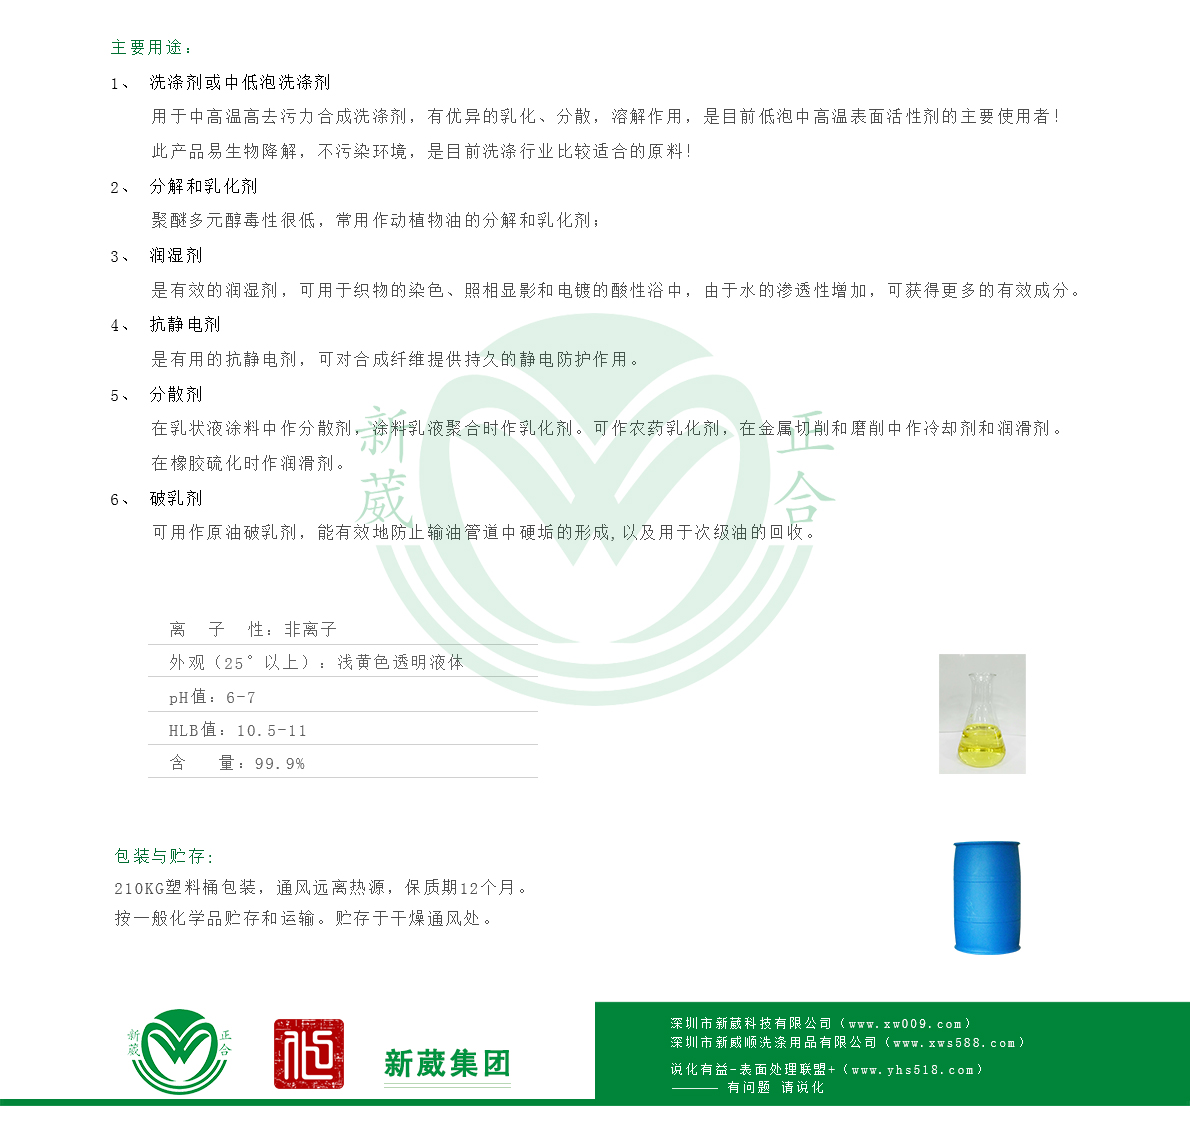 主要用途：
1、 洗涤剂或中低泡洗涤剂
用于中高温高去污力合成洗涤剂，有优异的乳化、分散，溶解作用，是目前低泡中高温表面活性剂的主要使用者！
此产品易生物降解，不污染环境，是目前洗涤行业比较适合的原料！
2、 分解和乳化剂
聚醚多元醇毒性很低，常用作动植物油的分解和乳化剂；
3、 润湿剂
是有效的润湿剂，可用于织物的染色、照相显影和电镀的酸性浴中，由于水的渗透性增加，可获得更多的有效成分。
4、 抗静电剂
是有用的抗静电剂，可对合成纤维提供持久的静电防护作用。
5、 分散剂
在乳状液涂料中作分散剂，涂料乳液聚合时作乳化剂。可作农药乳化剂，在金属切削和磨削中作冷却剂和润滑剂。
在橡胶硫化时作润滑剂。
6、 破乳剂
可用作原油破乳剂，能有效地防止输油管道中硬垢的形成,以及用于次级油的回收。
新葳
正合
离 子 性：非离子
外观（25°以上）：浅黄色透明液体
pH值：6-7
HLB值：10.5-11
含 量：99.9%
包装与贮存：
210KG塑料桶包装，通风远离热源，保质期12个月。
按一般化学品贮存和运输。贮存于干燥通风处。
新葳
正合
新葳集团
深圳市新葳科技有限公司（www.xw009.com）
深圳市新威顺洗涤用品有限公司（www.xws588.com）
说化有益-表面处理联盟+（www.yhs518.com）
——— 有问题 请说化